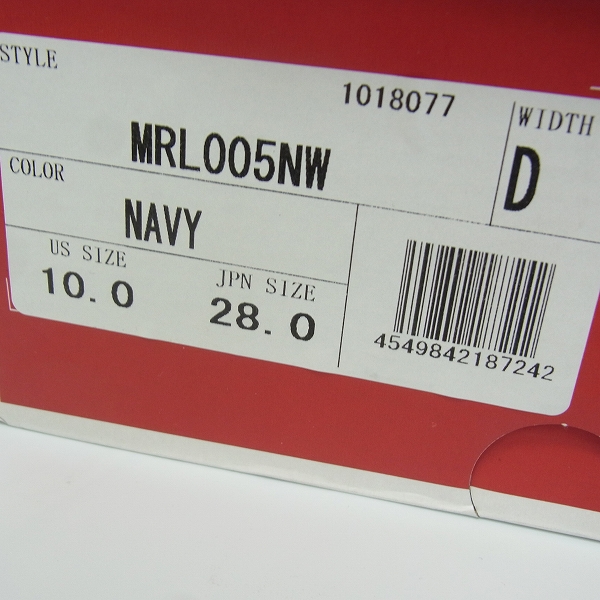 STYLE
1018077
MRL005NW
WIDTH
D
COLOR
NAVY
US SIZE
10.0
JPN SIZE
28.0
4549842187242